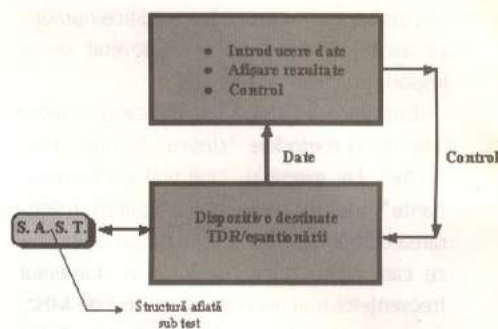 ● Introducere date
● Afișare rezultate
● Control
Date
Control
Dispozitive destinate
TDR/eșantionării
S. A. S. T.
Structură aflată
sub test